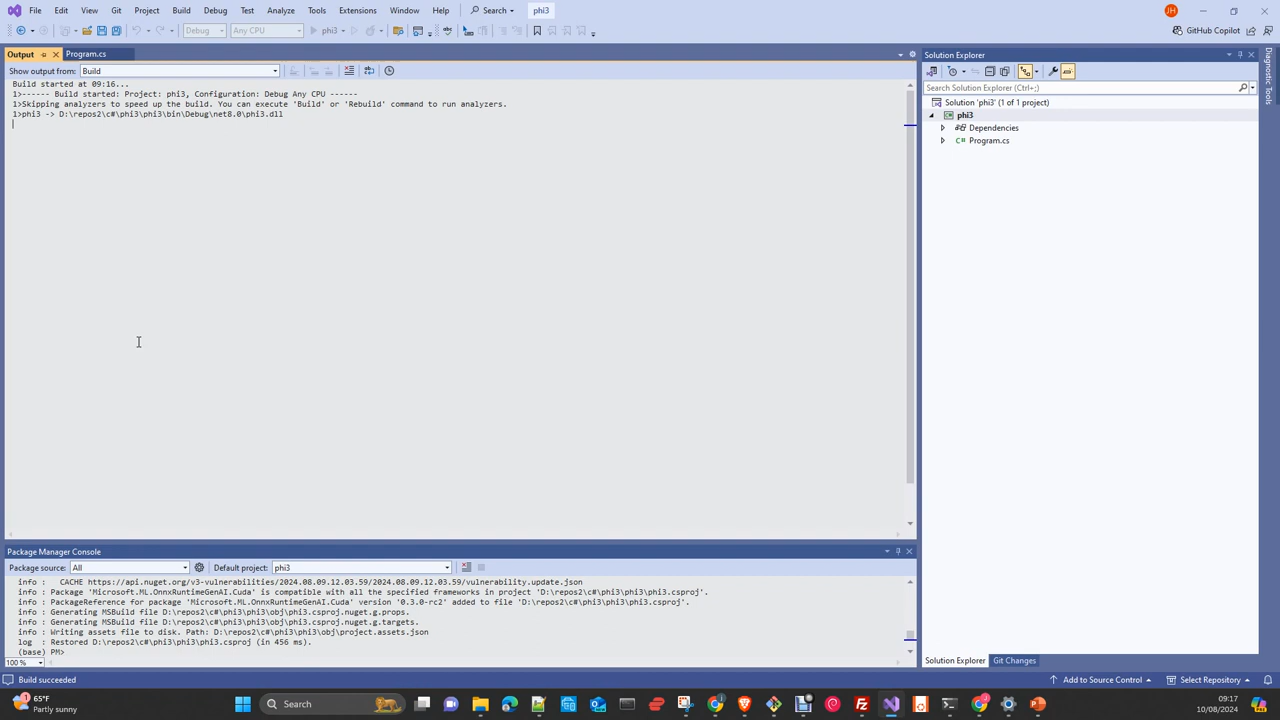 File Edit View Git Project Build Debug Test Analyze Tools Extensions Window Help Search phi3 JH
Debug Any CPU phi3 GitHub Copilot
Output Program.cs
Show output from: Build
Build started at 09:16...
1>------ Build started: Project: phi3, Configuration: Debug Any CPU ------
1>Skipping analyzers to speed up the build. You can execute 'Build' or 'Rebuild' command to run analyzers.
1>phi3 -> D:\repos2\c#\phi3\phi3\bin\Debug\net8.0\phi3.dll
Solution Explorer
Search Solution Explorer (Ctrl+;)
Solution 'phi3' (1 of 1 project)
phi3
Dependencies
C# Program.cs
Diagnostic Tools
Package Manager Console
Package source: All Default project: phi3
info : CACHE https://api.nuget.org/v3-vulnerabilities/2024.08.09.12.03.59/2024.08.09.12.03.59/vulnerability.update.json
info : Package 'Microsoft.ML.OnnxRuntimeGenAI.Cuda' is compatible with all the specified frameworks in project 'D:\repos2\c#\phi3\phi3\phi3.csproj'.
info : PackageReference for package 'Microsoft.ML.OnnxRuntimeGenAI.Cuda' version '0.3.0-rc2' added to file 'D:\repos2\c#\phi3\phi3\phi3.csproj'.
info : Generating MSBuild file D:\repos2\c#\phi3\phi3\obj\phi3.csproj.nuget.g.props.
info : Generating MSBuild file D:\repos2\c#\phi3\phi3\obj\phi3.csproj.nuget.g.targets.
info : Writing assets file to disk. Path: D:\repos2\c#\phi3\phi3\obj\project.assets.json
log : Restored D:\repos2\c#\phi3\phi3\phi3.csproj (in 456 ms).
(base) PM>
100 %
Solution Explorer Git Changes
Build succeeded Add to Source Control Select Repository
1 65°F
Partly sunny
Search
09:17
10/08/2024